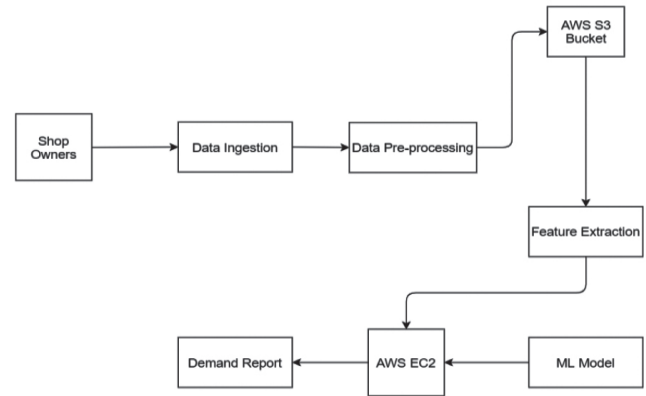 AWS S3
Bucket
Shop
Owners
Data Ingestion
Data Pre-processing
Feature Extraction
Demand Report
AWS EC2
ML Model